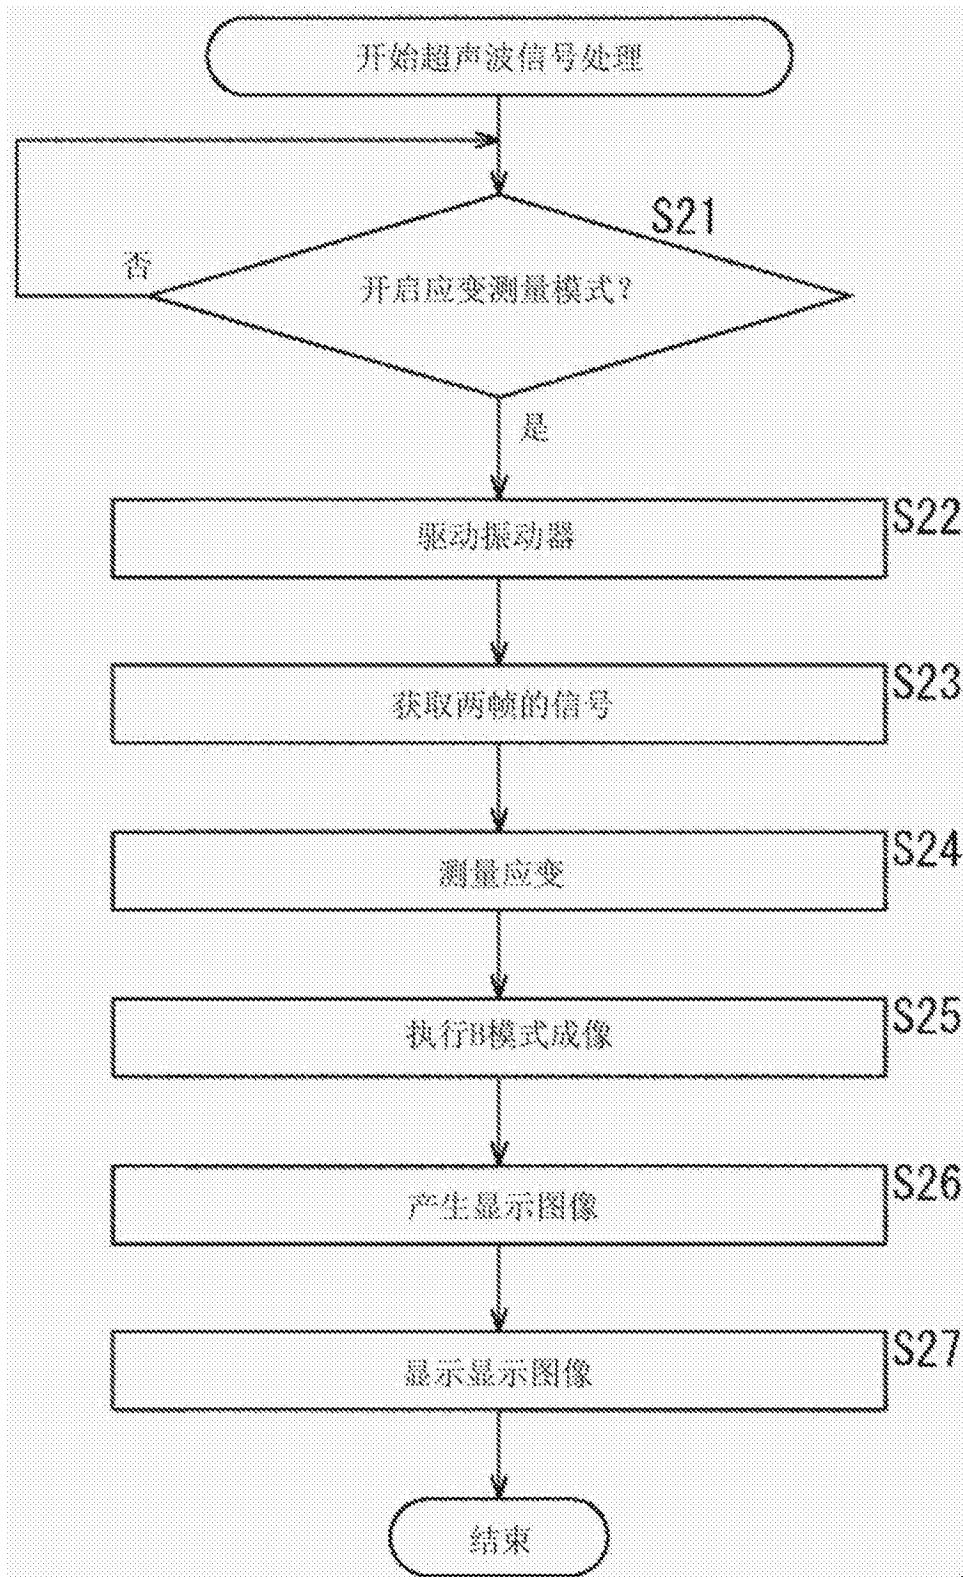 开始超声波信号处理
S21
否
开启应变测量模式?
是
S22
驱动振动器
S23
获取两帧的信号
S24
测量应变
S25
执行B模式成像
S26
产生显示图像
S27
显示显示图像
结束